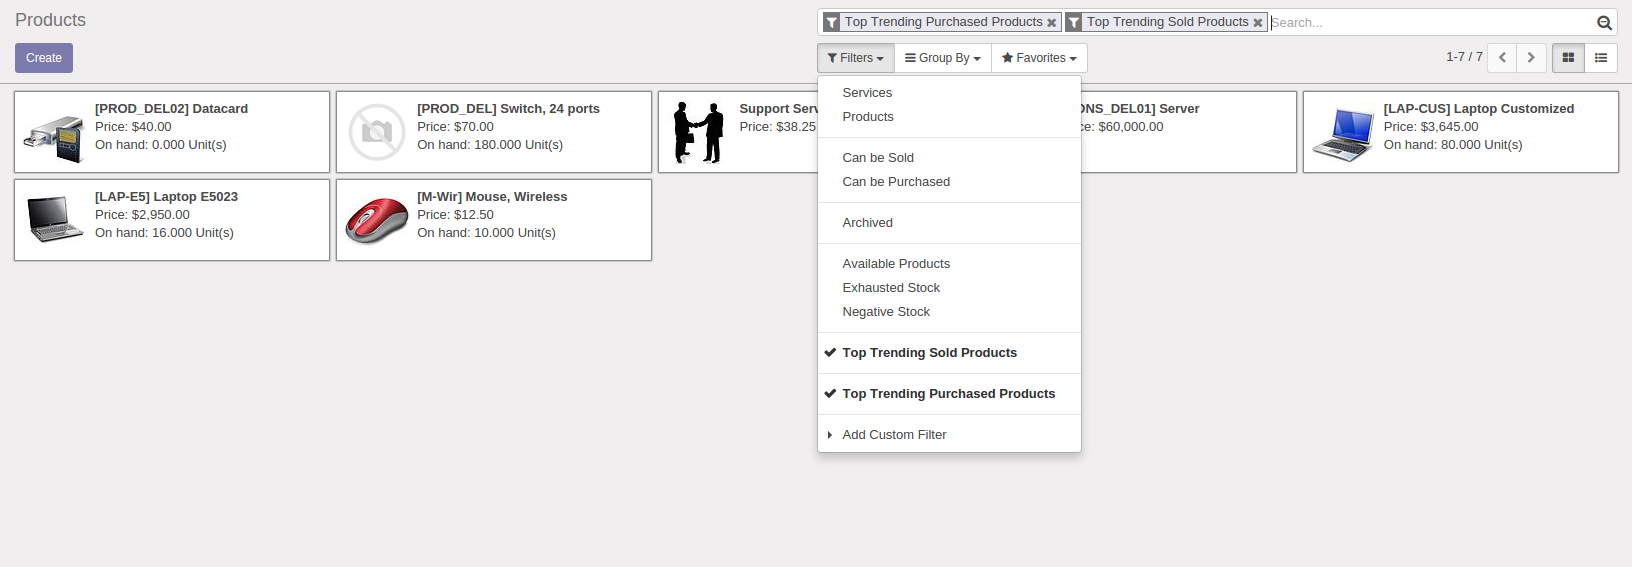 Products
Top Trending Purchased Products
Top Trending Sold Products
Search...
Create
Filters
Group By
Favorites
1-7 / 7
[PROD_DEL02] Datacard
Price: $40.00
On hand: 0.000 Unit(s)
[PROD_DEL] Switch, 24 ports
Price: $70.00
On hand: 180.000 Unit(s)
Support
Price: $38.25
Server
$60,000.00
[LAP-CUS] Laptop Customized
Price: $3,645.00
On hand: 80.000 Unit(s)
[LAP-E5] Laptop E5023
Price: $2,950.00
On hand: 16.000 Unit(s)
[M-Wir] Mouse, Wireless
Price: $12.50
On hand: 10.000 Unit(s)
Services
Products
Can be Sold
Can be Purchased
Archived
Available Products
Exhausted Stock
Negative Stock
Top Trending Sold Products
Top Trending Purchased Products
Add Custom Filter